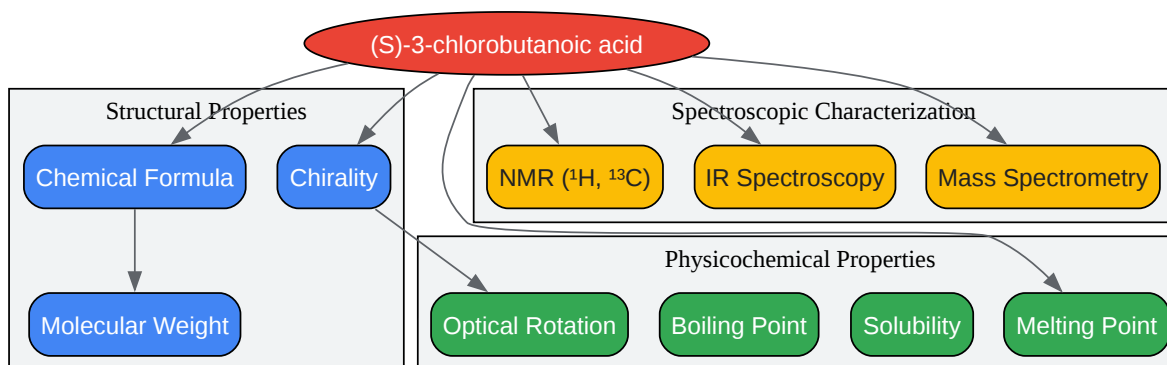 (S)-3-chlorobutanoic acid
Structural Properties
Spectroscopic Characterization
Chemical Formula
Chirality
NMR (¹H, ¹³C)
IR Spectroscopy
Mass Spectrometry
Physicochemical Properties
Molecular Weight
Optical Rotation
Boiling Point
Solubility
Melting Point